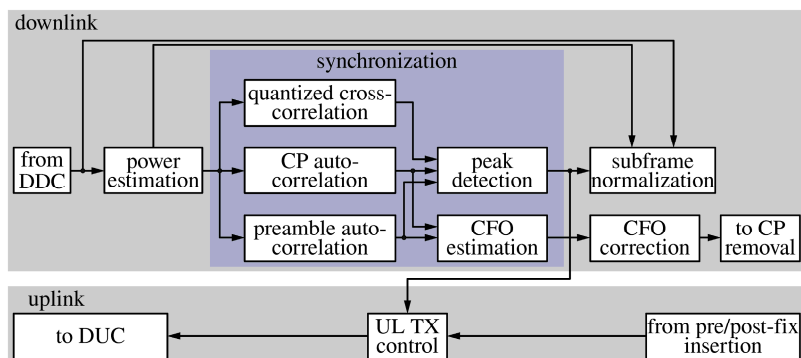 downlink
synchronization
quantized cross-
correlation
from
DDC
power
estimation
CP auto-
correlation
peak
detection
subframe
normalization
preamble auto-
correlation
CFO
estimation
CFO
correction
to CP
removal
uplink
to DUC
UL TX
control
from pre/post-fix
insertion